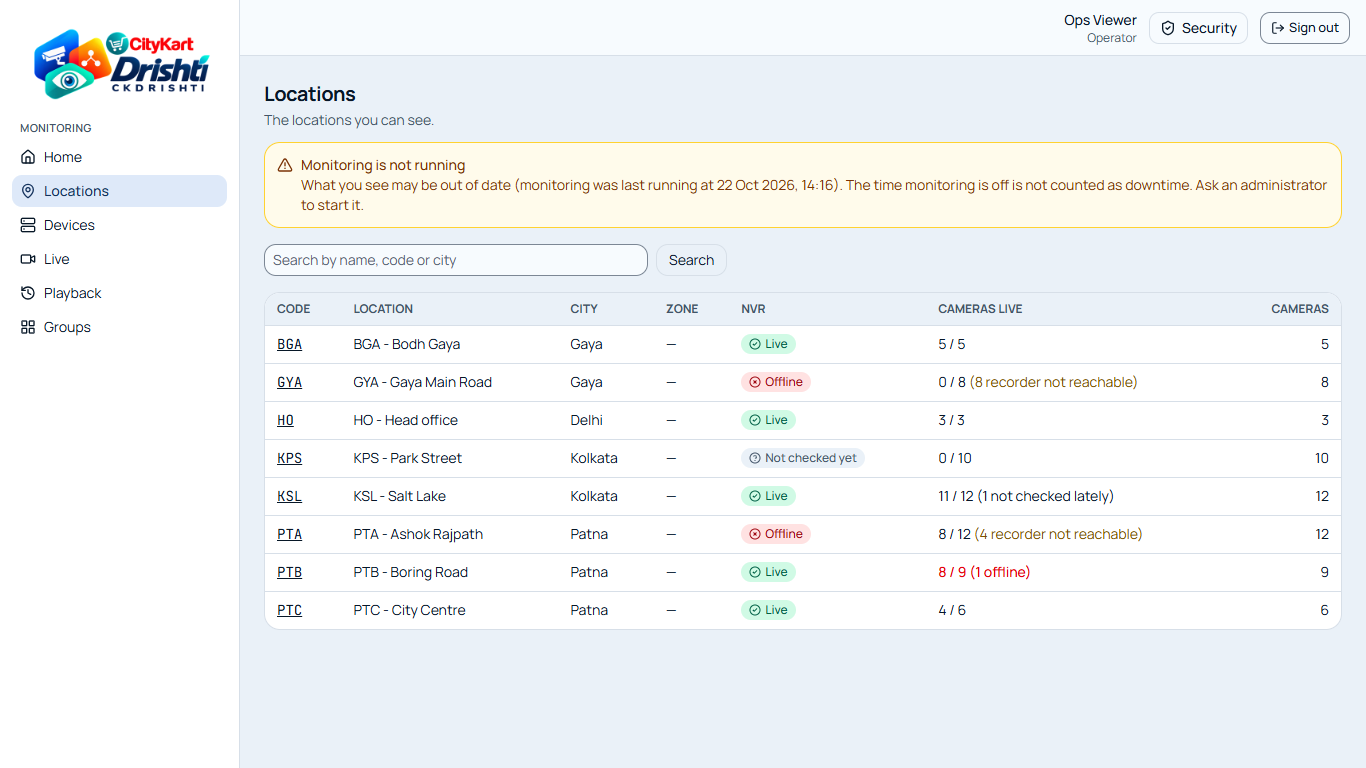 CityKart
Drishti
CKDRISHTI
Ops Viewer
Operator
Security
Sign out
MONITORING
Home
Locations
Devices
Live
Playback
Groups
Locations
The locations you can see.
Monitoring is not running
What you see may be out of date (monitoring was last running at 22 Oct 2026, 14:16). The time monitoring is off is not counted as downtime. Ask an administrator
to start it.
Search by name, code or city
Search
CODE LOCATION CITY ZONE NVR CAMERAS LIVE CAMERAS
BGA BGA - Bodh Gaya Gaya — Live 5 / 5 5
GYA GYA - Gaya Main Road Gaya — Offline 0 / 8 (8 recorder not reachable) 8
HO HO - Head office Delhi — Live 3 / 3 3
KPS KPS - Park Street Kolkata — Not checked yet 0 / 10 10
KSL KSL - Salt Lake Kolkata — Live 11 / 12 (1 not checked lately) 12
PTA PTA - Ashok Rajpath Patna — Offline 8 / 12 (4 recorder not reachable) 12
PTB PTB - Boring Road Patna — Live 8 / 9 (1 offline) 9
PTC PTC - City Centre Patna — Live 4 / 6 6